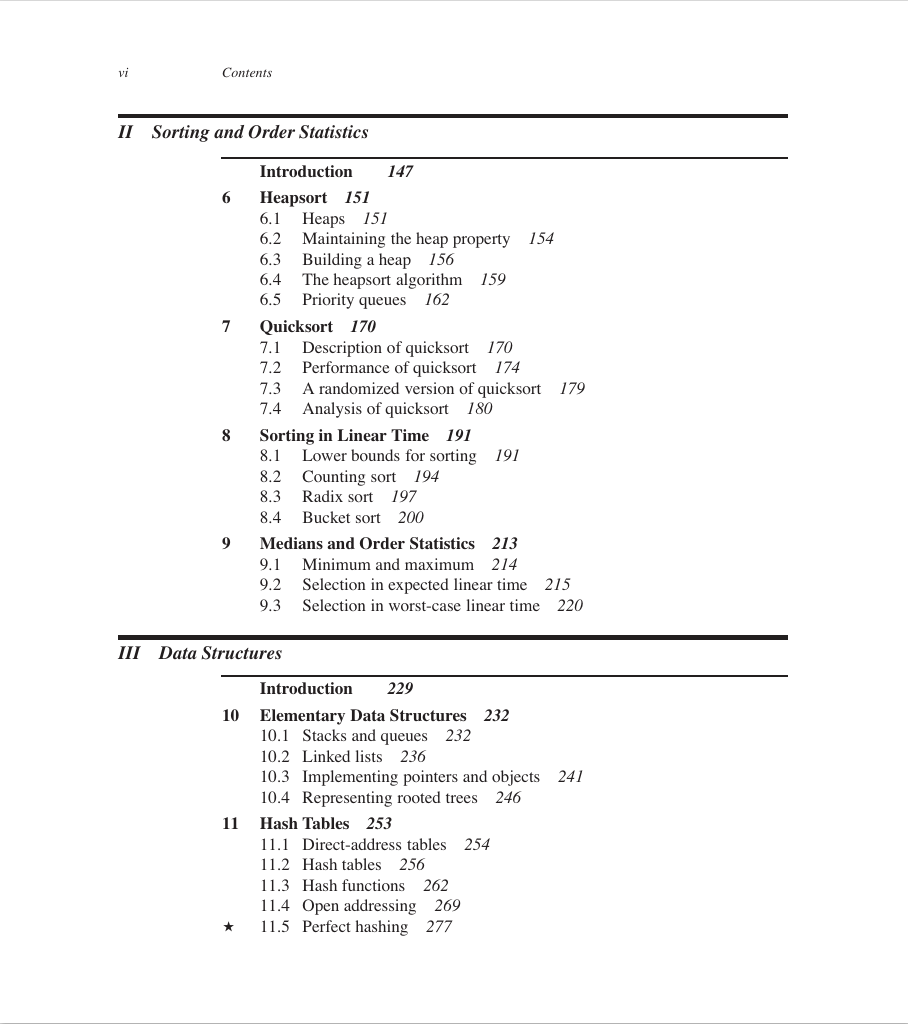 vi Contents
II Sorting and Order Statistics
Introduction 147
6 Heapsort 151
6.1 Heaps 151
6.2 Maintaining the heap property 154
6.3 Building a heap 156
6.4 The heapsort algorithm 159
6.5 Priority queues 162
7 Quicksort 170
7.1 Description of quicksort 170
7.2 Performance of quicksort 174
7.3 A randomized version of quicksort 179
7.4 Analysis of quicksort 180
8 Sorting in Linear Time 191
8.1 Lower bounds for sorting 191
8.2 Counting sort 194
8.3 Radix sort 197
8.4 Bucket sort 200
9 Medians and Order Statistics 213
9.1 Minimum and maximum 214
9.2 Selection in expected linear time 215
9.3 Selection in worst-case linear time 220
III Data Structures
Introduction 229
10 Elementary Data Structures 232
10.1 Stacks and queues 232
10.2 Linked lists 236
10.3 Implementing pointers and objects 241
10.4 Representing rooted trees 246
11 Hash Tables 253
11.1 Direct-address tables 254
11.2 Hash tables 256
11.3 Hash functions 262
11.4 Open addressing 269
★ 11.5 Perfect hashing 277